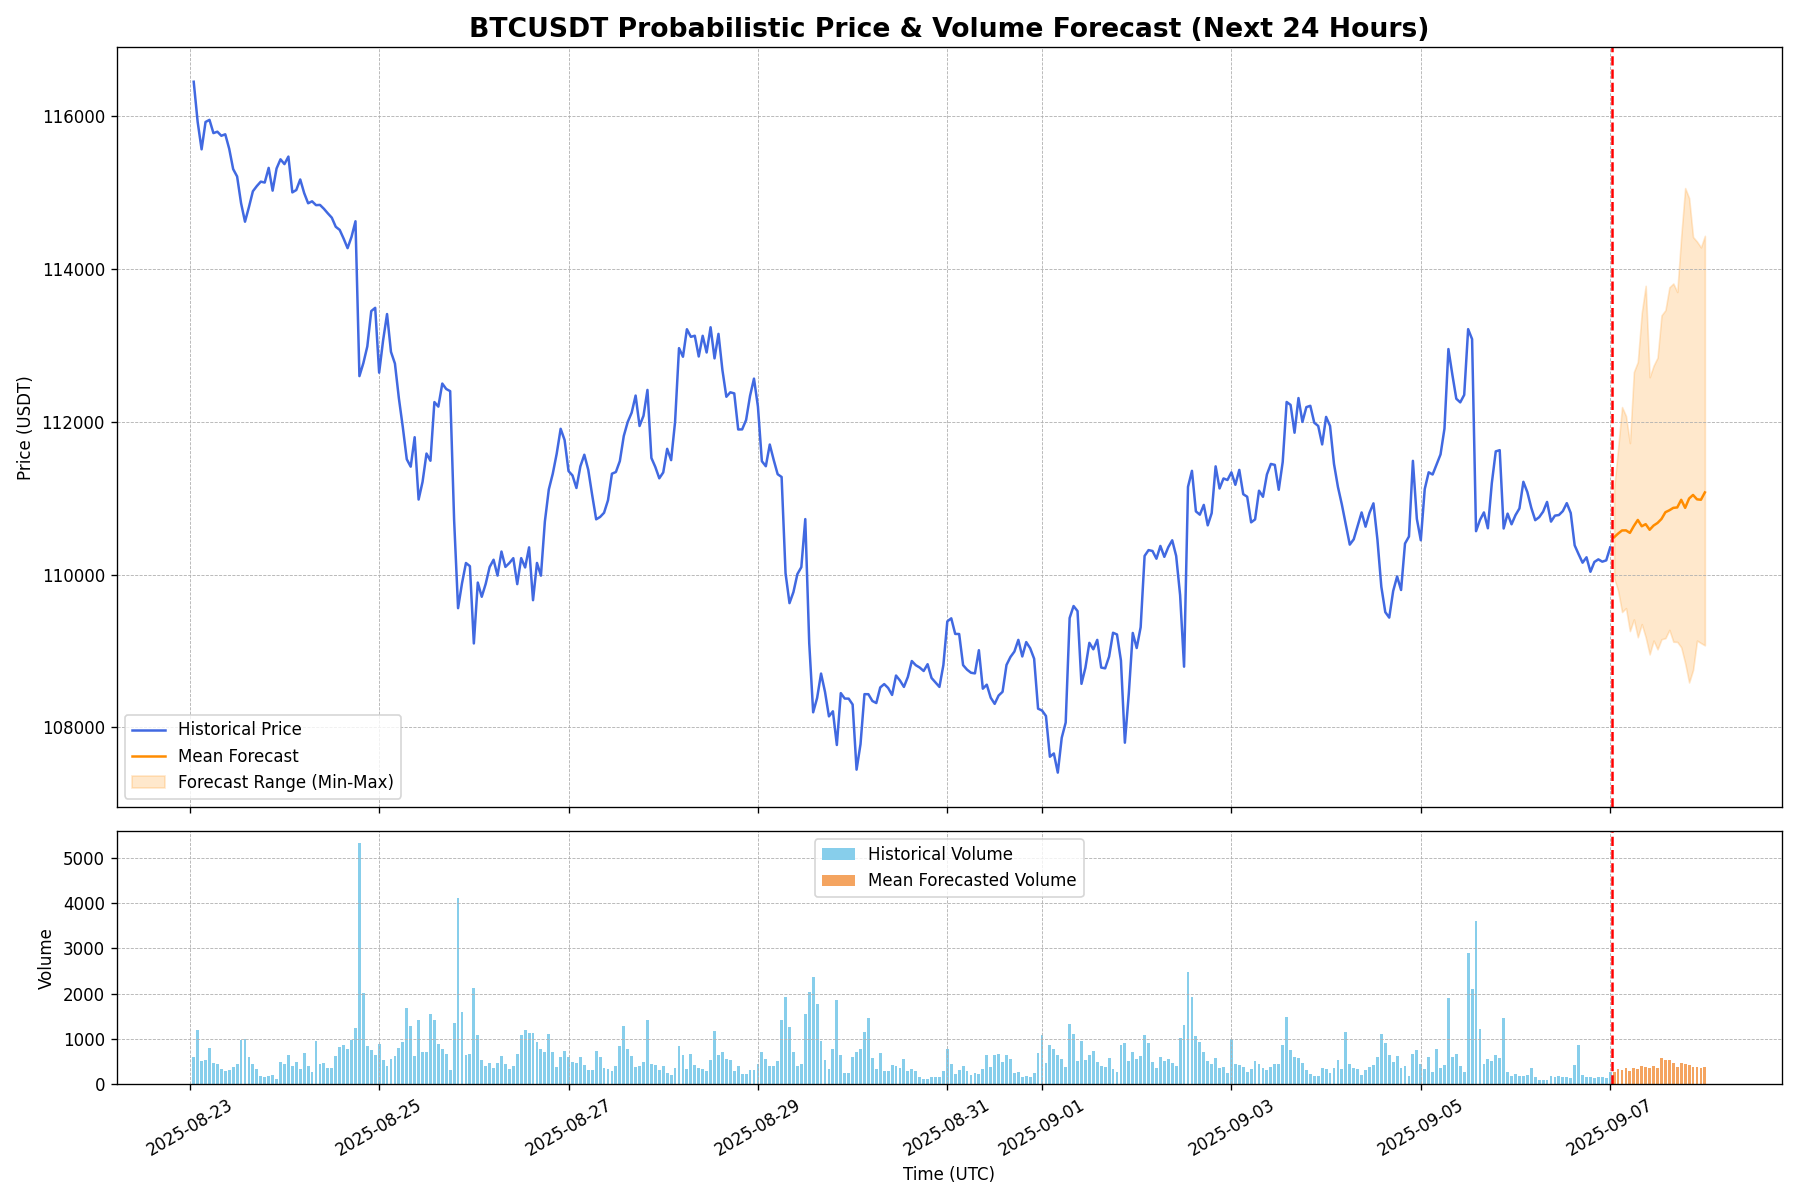 BTCUSDT Probabilistic Price & Volume Forecast (Next 24 Hours)
Price (USDT)
116000
114000
112000
110000
108000
Historical Price
Mean Forecast
Forecast Range (Min-Max)
Volume
5000
4000
3000
2000
1000
0
Historical Volume
Mean Forecasted Volume
2025-08-23
2025-08-25
2025-08-27
2025-08-29
2025-08-31
2025-09-01
2025-09-03
2025-09-05
2025-09-07
Time (UTC)